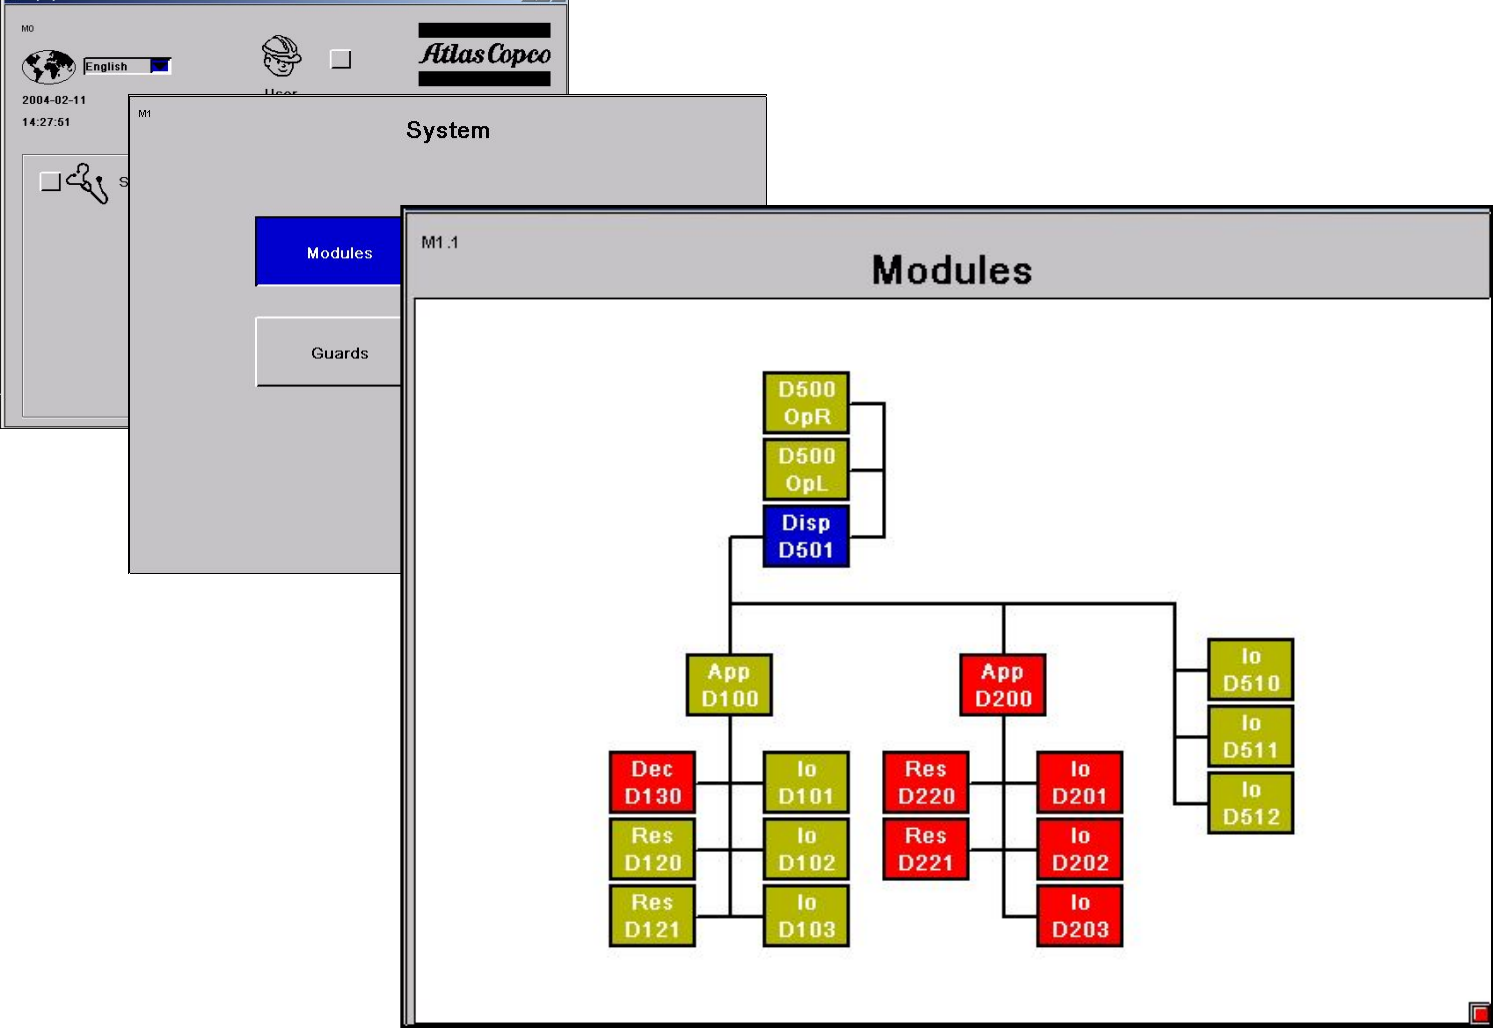 M0
English
Atlas Copco
User
2004-02-11
14:27:51
S
M1
System
Modules
Guards
M1.1
Modules
D500
OpR
D500
OpL
Disp
D501
App
D100
App
D200
Io
D510
Io
D511
Io
D512
Dec
D130
Io
D101
Res
D220
Io
D201
Res
D120
Io
D102
Res
D221
Io
D202
Res
D121
Io
D103
Io
D203